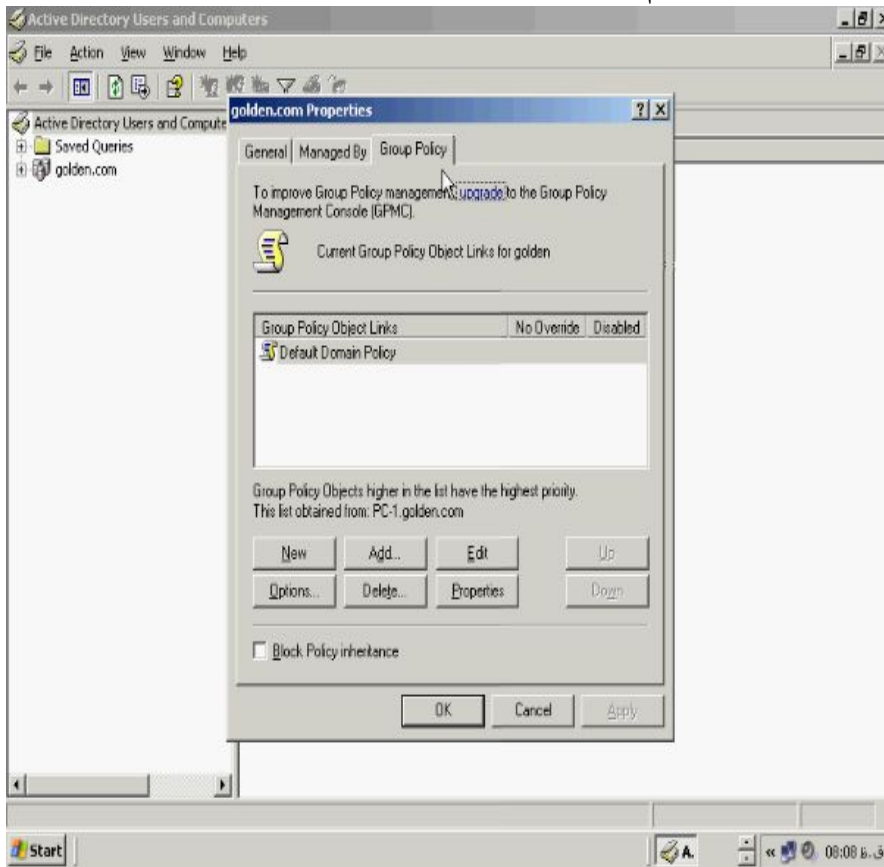 Active Directory Users and Computers
File Action View Window Help
Active Directory Users and Compute
Saved Queries
golden.com
golden.com Properties
General Managed By Group Policy
To improve Group Policy management, upgrade to the Group Policy
Management Console (GPMC).
Current Group Policy Object Links for golden
Group Policy Object Links No Override Disabled
Default Domain Policy
Group Policy Objects higher in the list have the highest priority.
This list obtained from: PC-1.golden.com
New Add... Edit Up
Options... Delete... Properties Down
Block Policy inheritance
OK Cancel Apply
Start A. « 08:08